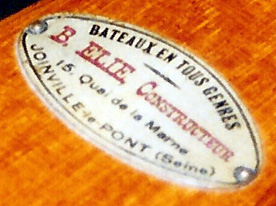 BATEAUX EN TOUS GENRES
B. ELIE, CONSTRUCTEUR
15, Quai de la Marne
JOINVILLE-le PONT (Seine)